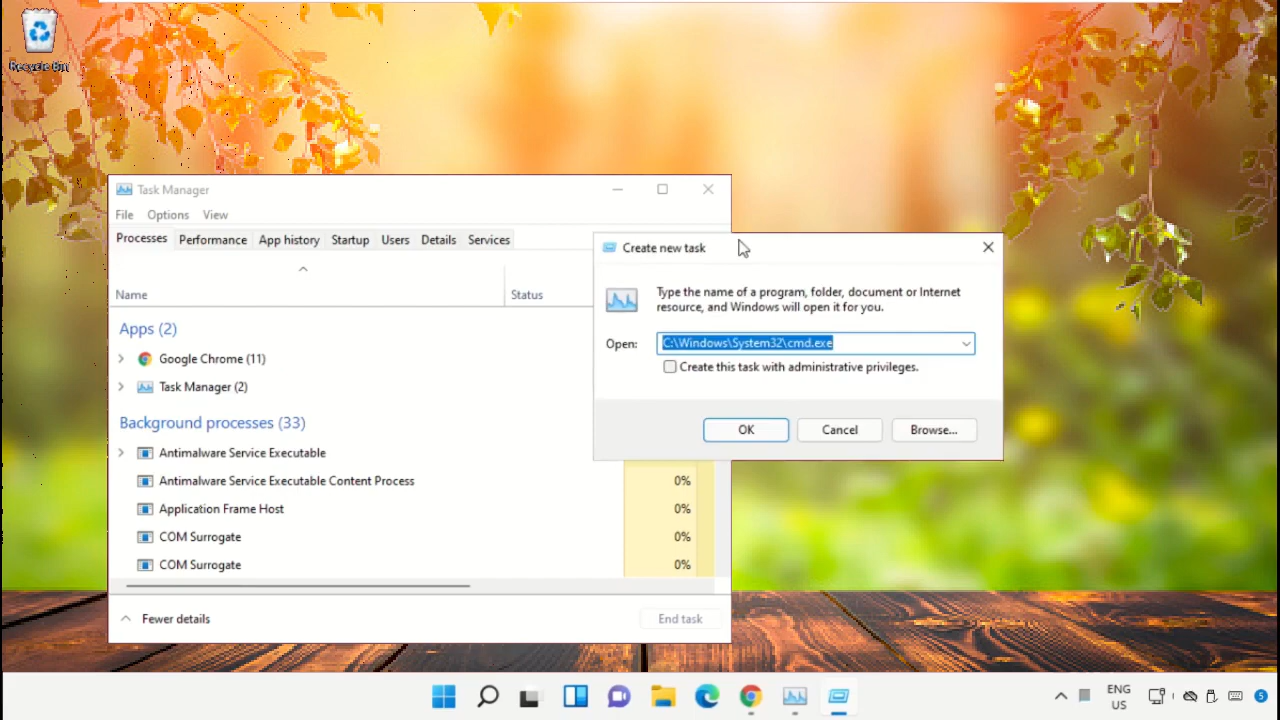 Recycle Bin
Task Manager
File Options View
Processes Performance App history Startup Users Details Services
Name Status
Apps (2)
Google Chrome (11)
Task Manager (2)
Background processes (33)
Antimalware Service Executable
Antimalware Service Executable Content Process 0%
Application Frame Host 0%
COM Surrogate 0%
COM Surrogate 0%
Fewer details End task
Create new task
Type the name of a program, folder, document or Internet
resource, and Windows will open it for you.
Open: C:\Windows\System32\cmd.exe
Create this task with administrative privileges.
OK Cancel Browse...
ENG
US
5